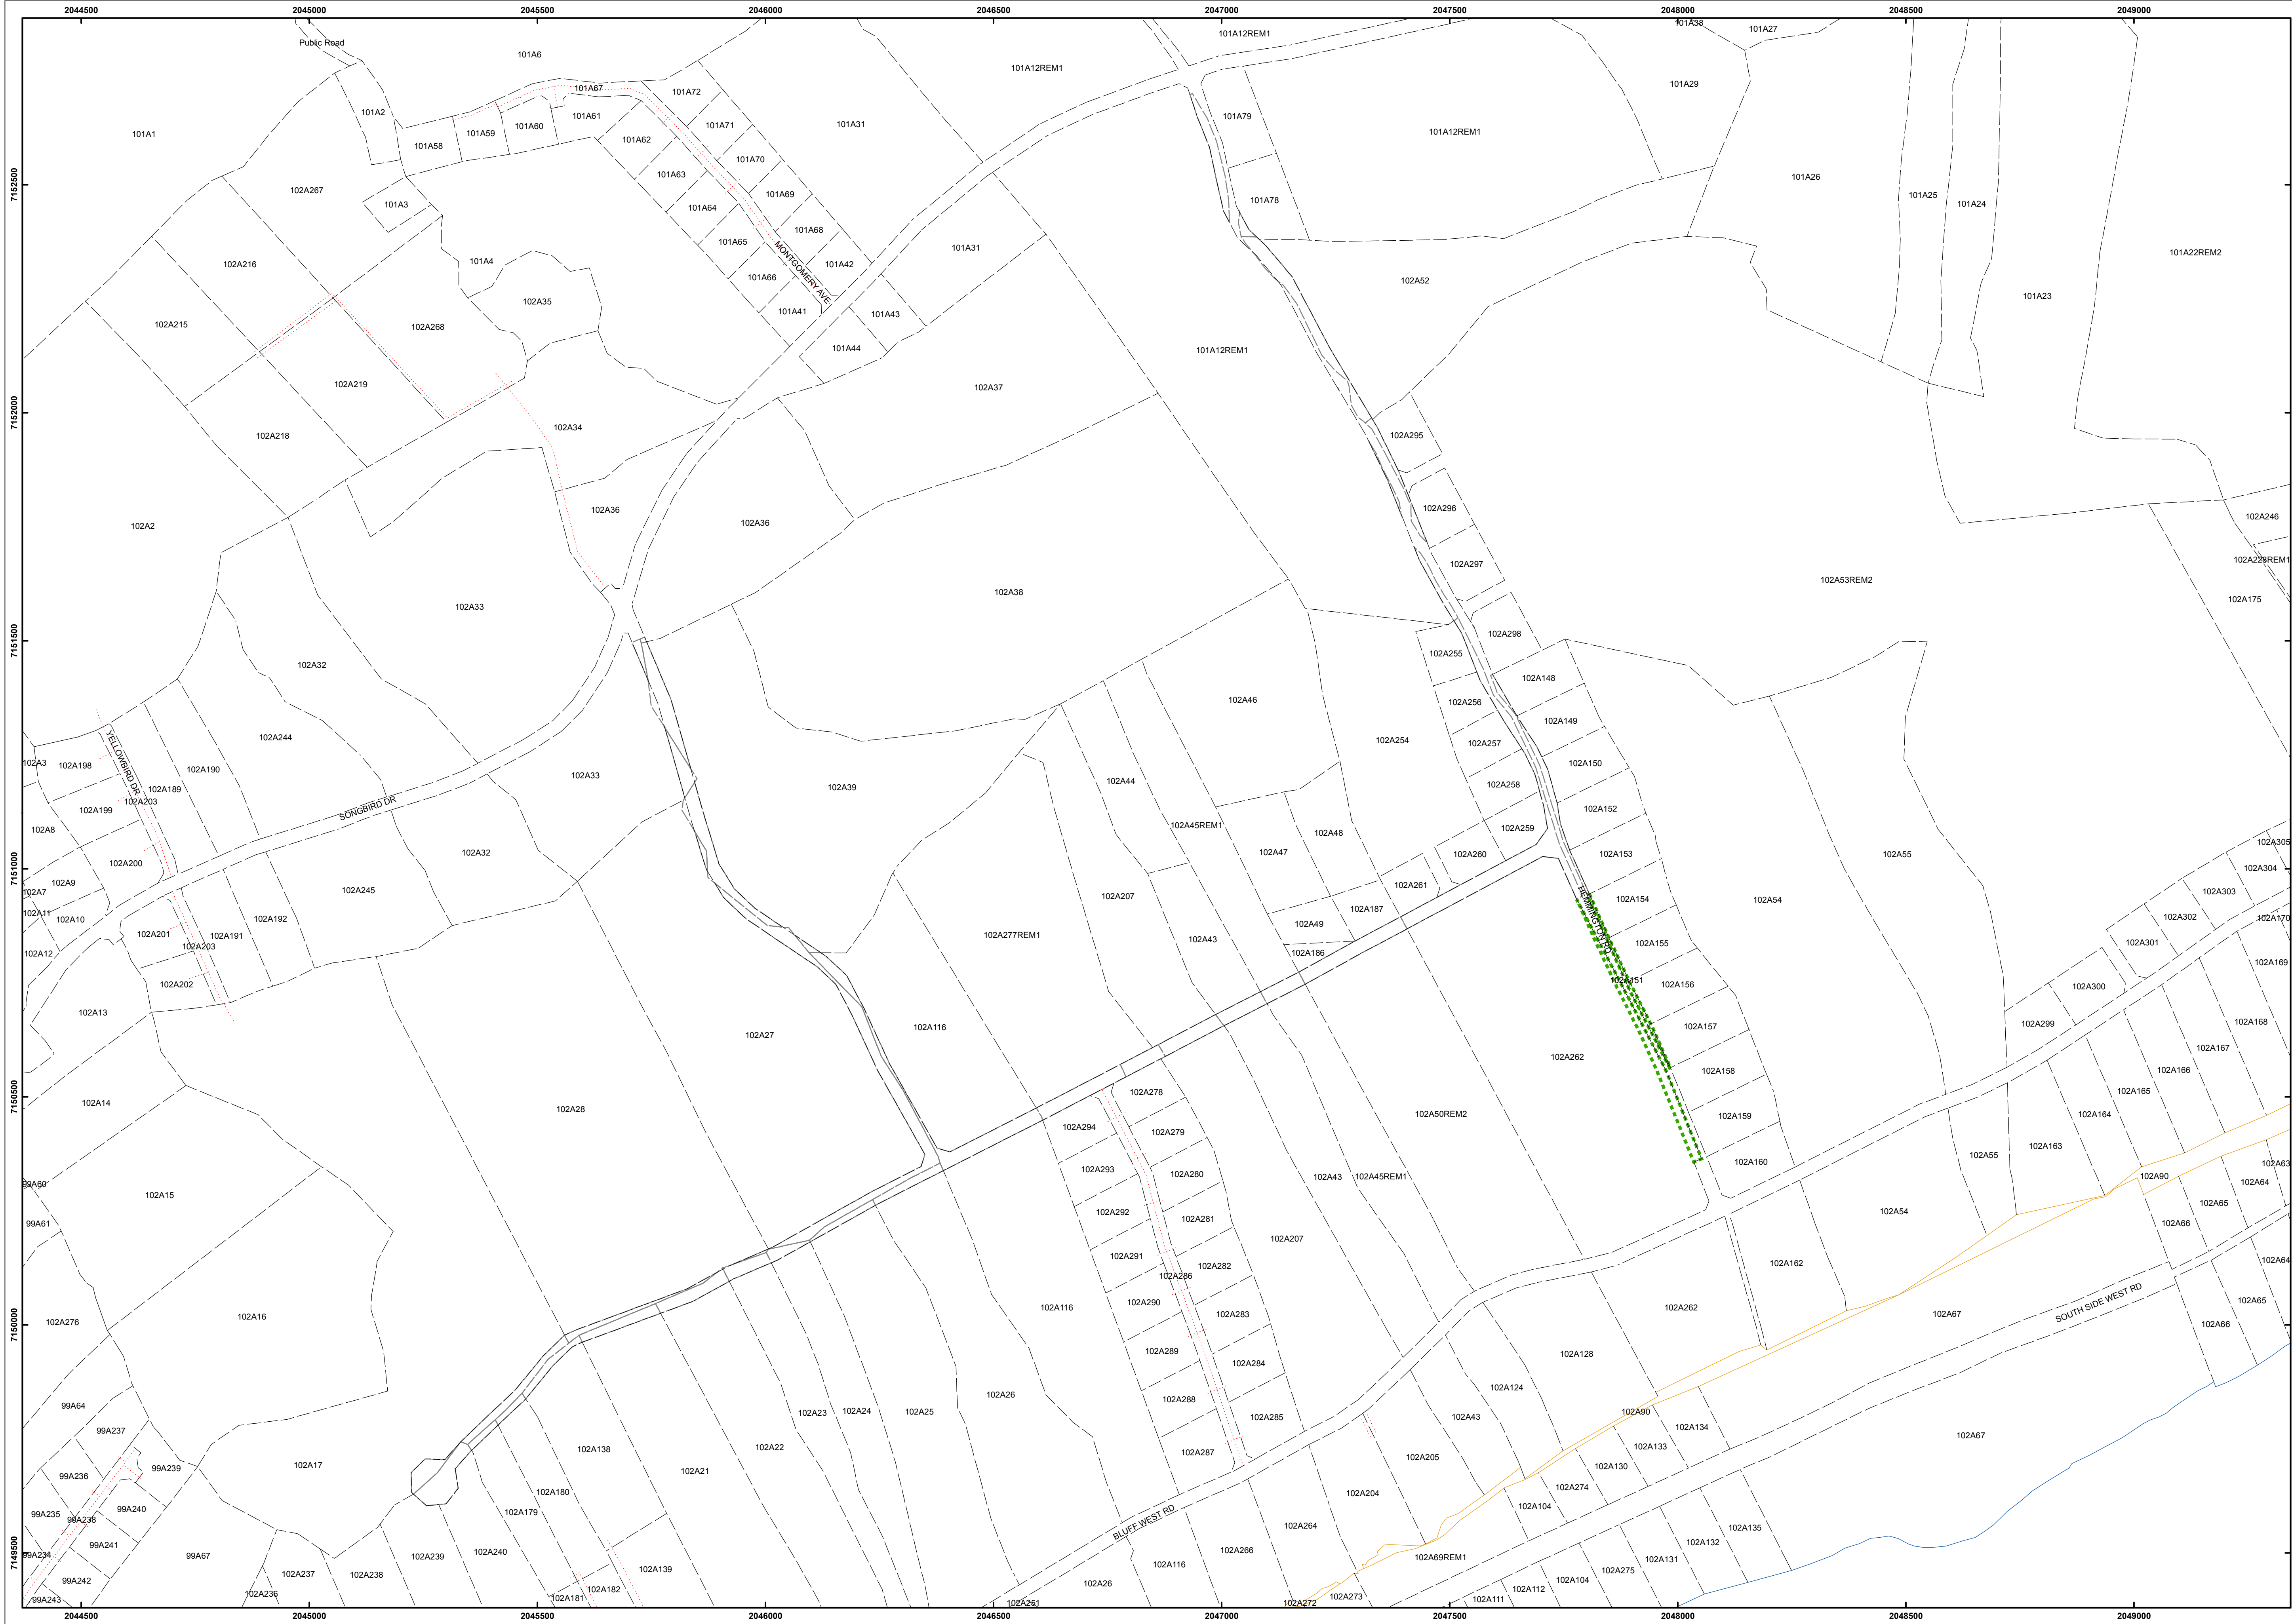 2044500 2045000 2045500 2046000 2046500 2047000 2047500 2048000 2048500 2049000
7152500
7152000
7151500
7151000
7150500
7150000
7149500
Public Road
101A6
101A12REM1
101A12REM1
101A38
101A27
101A1
101A2
101A67
101A72
101A29
101A58
101A59
101A60
101A61
101A62
101A71
101A31
101A79
101A12REM1
102A267
101A3
101A63
101A70
101A64
101A69
101A78
101A26
101A25
101A24
101A65
101A68
102A216
101A4
101A66
101A42
101A31
MONTGOMERY AVE
102A52
101A22REM2
102A215
102A35
101A41
101A43
101A23
102A268
101A44
101A12REM1
102A219
102A37
102A218
102A34
102A295
102A2
102A36
102A36
102A296
102A246
102A297
102A228REM1
102A33
102A38
102A53REM2
102A175
102A298
102A32
102A255
102A148
YELLOWBIRD DR
102A244
102A46
102A256
102A149
102A3
102A198
102A190
102A254
102A257
102A150
102A189
102A33
102A39
102A44
102A258
102A199
102A203
SONGBIRD DR
102A152
102A8
102A45REM1
102A48
102A259
102A200
102A32
102A47
102A260
102A153
102A55
102A305
102A9
102A7
102A245
102A207
102A261
102A304
102A11
102A10
102A192
102A49
102A187
HEMMINGTON RD
102A154
102A54
102A303
102A302
102A170
102A201
102A191
102A277REM1
102A43
102A186
102A155
102A301
102A12
102A203
102A202
102A151
102A156
102A300
102A169
102A13
102A27
102A116
102A157
102A299
102A168
102A262
102A167
102A14
102A28
102A278
102A158
102A166
102A165
102A294
102A279
102A50REM2
102A159
102A164
102A293
102A280
102A43
102A45REM1
102A160
102A55
102A163
102A90
102A63
99A60
102A15
99A61
102A292
102A281
102A54
102A64
102A65
102A66
102A291
102A282
102A286
102A207
102A162
102A64
102A276
102A16
102A116
102A290
102A283
102A262
102A67
SOUTH SIDE WEST RD
102A65
102A66
102A289
102A284
102A128
102A26
102A288
102A124
99A64
102A23
102A24
102A25
102A285
102A43
102A90
102A134
99A237
102A138
102A22
102A287
102A205
102A133
102A67
99A236
99A239
102A17
102A21
102A130
102A180
102A204
102A274
99A235
99A240
102A179
BLUFF WEST RD
102A104
99A238
102A264
102A135
99A241
102A266
102A132
99A234
99A67
102A239
102A240
102A116
102A69REM1
102A131
99A242
102A237
102A238
102A139
102A26
102A275
102A104
102A112
99A243
102A236
102A181
102A182
102A251
102A272
102A273
102A111
2044500 2045000 2045500 2046000 2046500 2047000 2047500 2048000 2048500 2049000